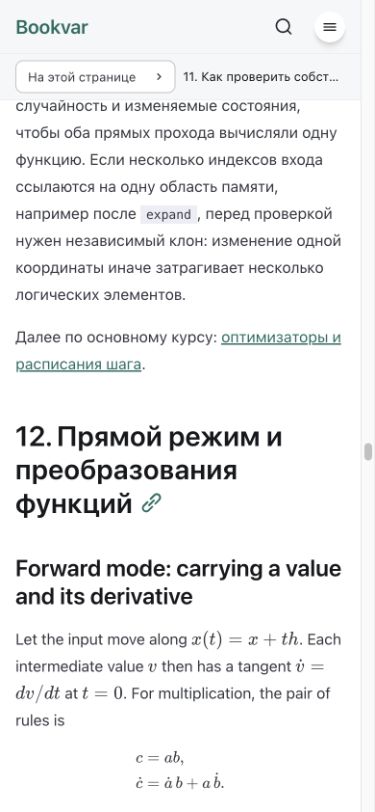 Bookvar
На этой странице
11. Как проверить собст...
случайность и изменяемые состояния,
чтобы оба прямых прохода вычисляли одну
функцию. Если несколько индексов входа
ссылаются на одну область памяти,
например после expand , перед проверкой
нужен независимый клон: изменение одной
координаты иначе затрагивает несколько
логических элементов.
Далее по основному курсу: оптимизаторы и
расписания шага.
12. Прямой режим и
преобразования
функций
Forward mode: carrying a value
and its derivative
Let the input move along x(t) = x + th. Each
intermediate value v then has a tangent v̇ =
dv/dt at t = 0. For multiplication, the pair of
rules is
c = ab,
ċ = ȧ b + a ḃ.